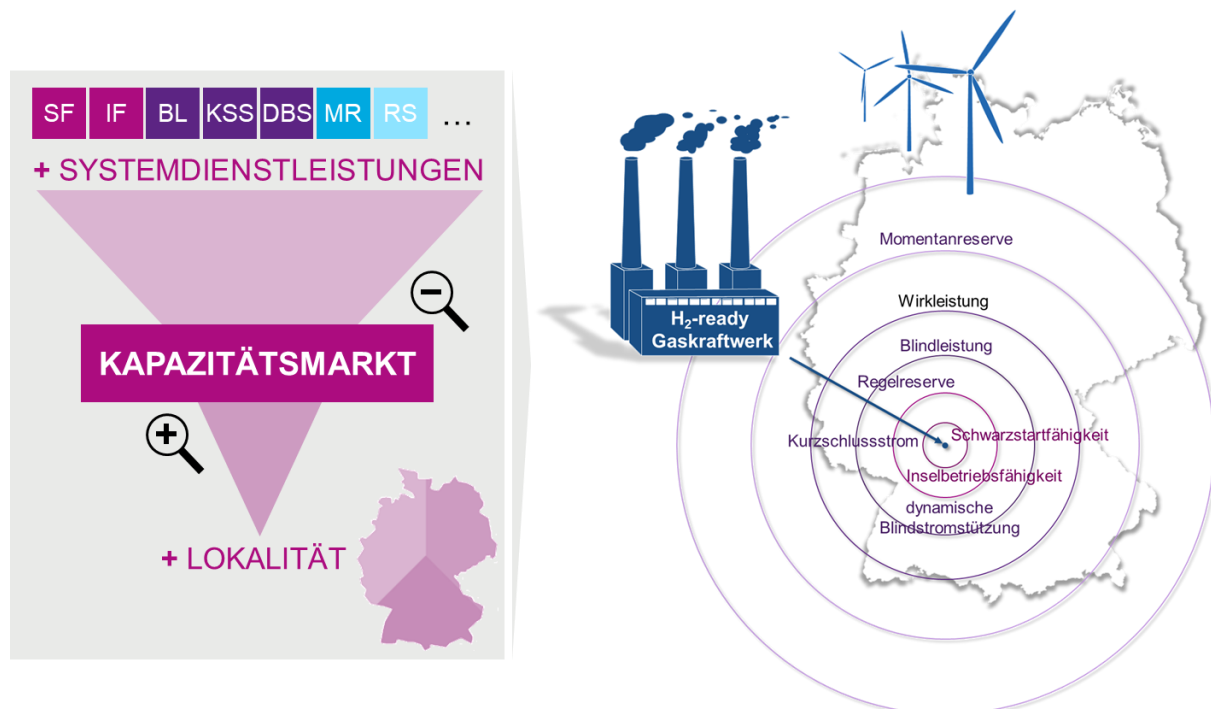 SF IF BL KSS DBS MR RS ...
+ SYSTEMDIENSTLEISTUNGEN
KAPAZITÄTSMARKT
+ LOKALITÄT
H₂-ready
Gaskraftwerk
Momentanreserve
Wirkleistung
Blindleistung
Regelreserve
Schwarzstartfähigkeit
Kurzschlussstrom
Inselbetriebsfähigkeit
dynamische
Blindstromstützung